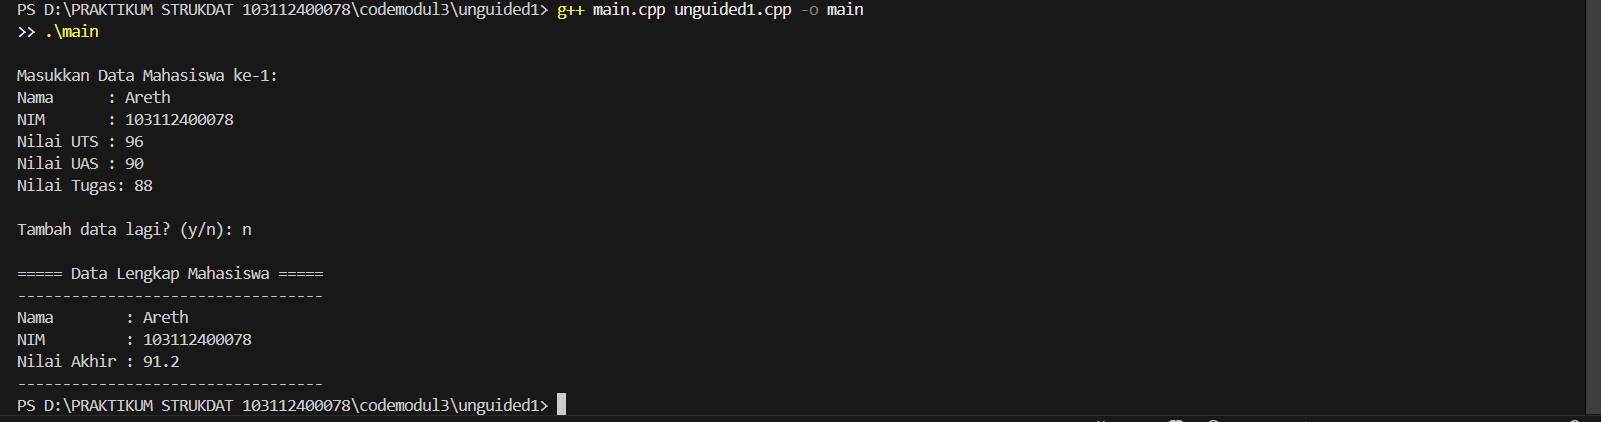 PS D:\PRAKTIKUM STRUKDAT 103112400078\codemodul3\unguided1> g++ main.cpp unguided1.cpp -o main
>> .\main
Masukkan Data Mahasiswa ke-1:
Nama      : Areth
NIM       : 103112400078
Nilai UTS : 96
Nilai UAS : 90
Nilai Tugas: 88
Tambah data lagi? (y/n): n
===== Data Lengkap Mahasiswa =====
----------------------------------
Nama        : Areth
NIM         : 103112400078
Nilai Akhir : 91.2
----------------------------------
PS D:\PRAKTIKUM STRUKDAT 103112400078\codemodul3\unguided1>